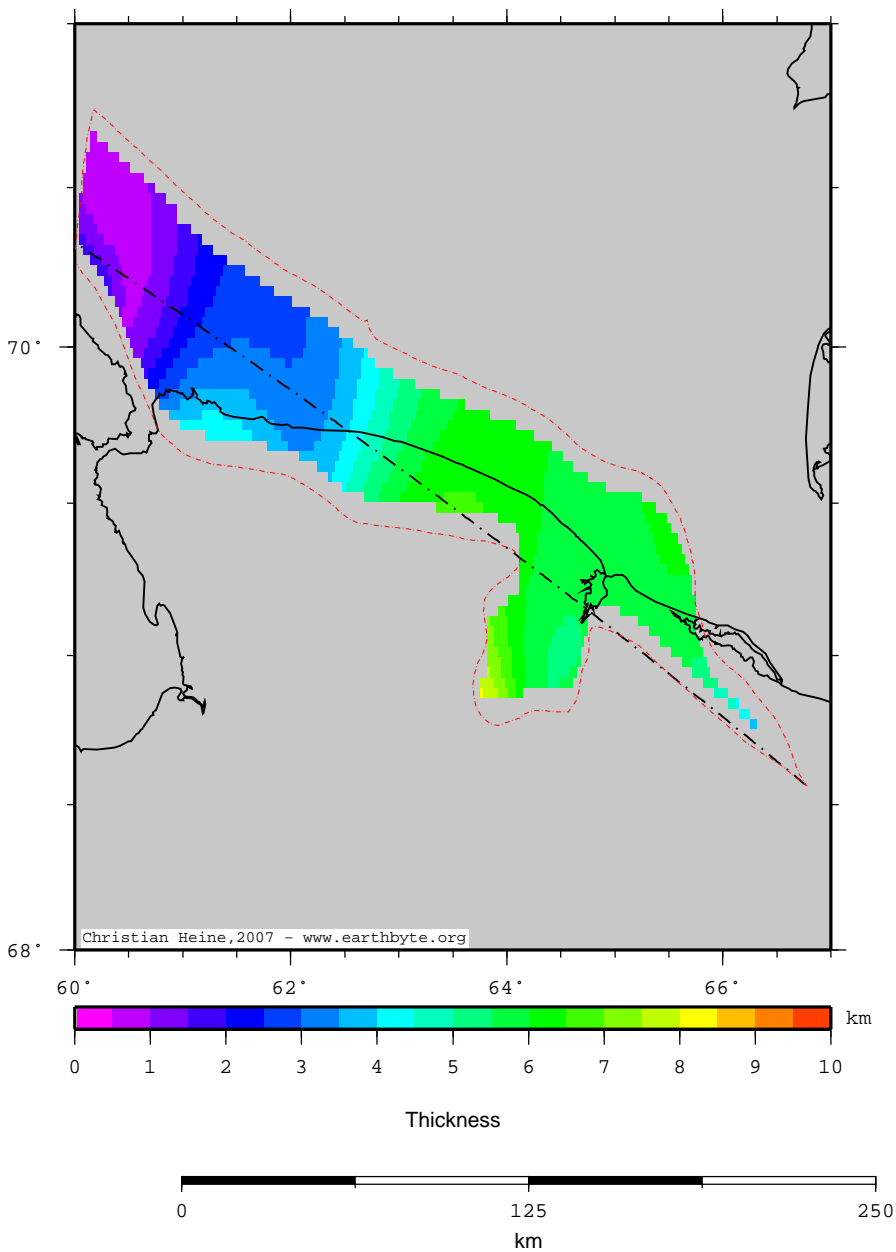 70°
68°
Christian Heine,2007 - www.earthbyte.org
60° 62° 64° 66°
km
0 1 2 3 4 5 6 7 8 9 10
Thickness
0 125 250
km